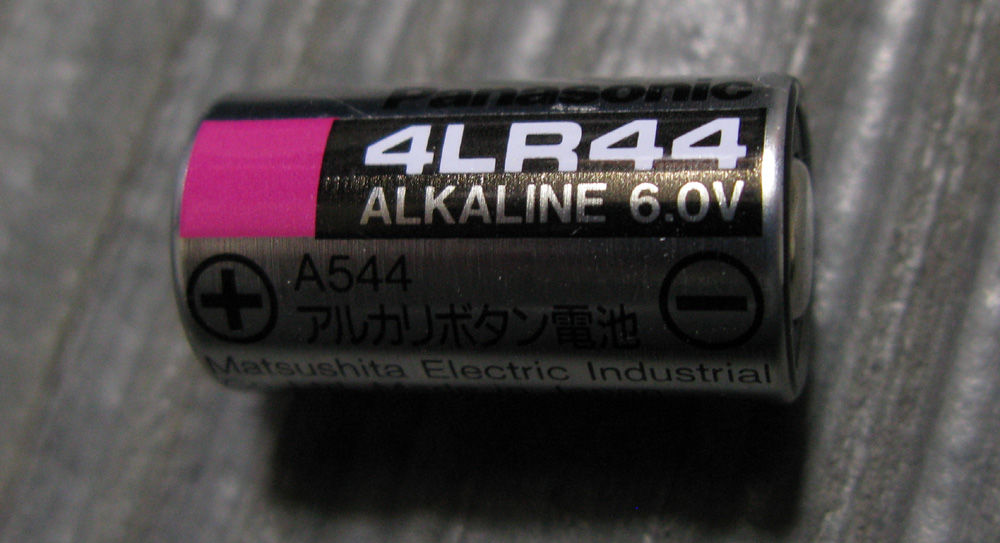 Panasonic
4LR44
ALKALINE 6.0V
A544
アルカリボタン電池
Matsushita Electric Industrial